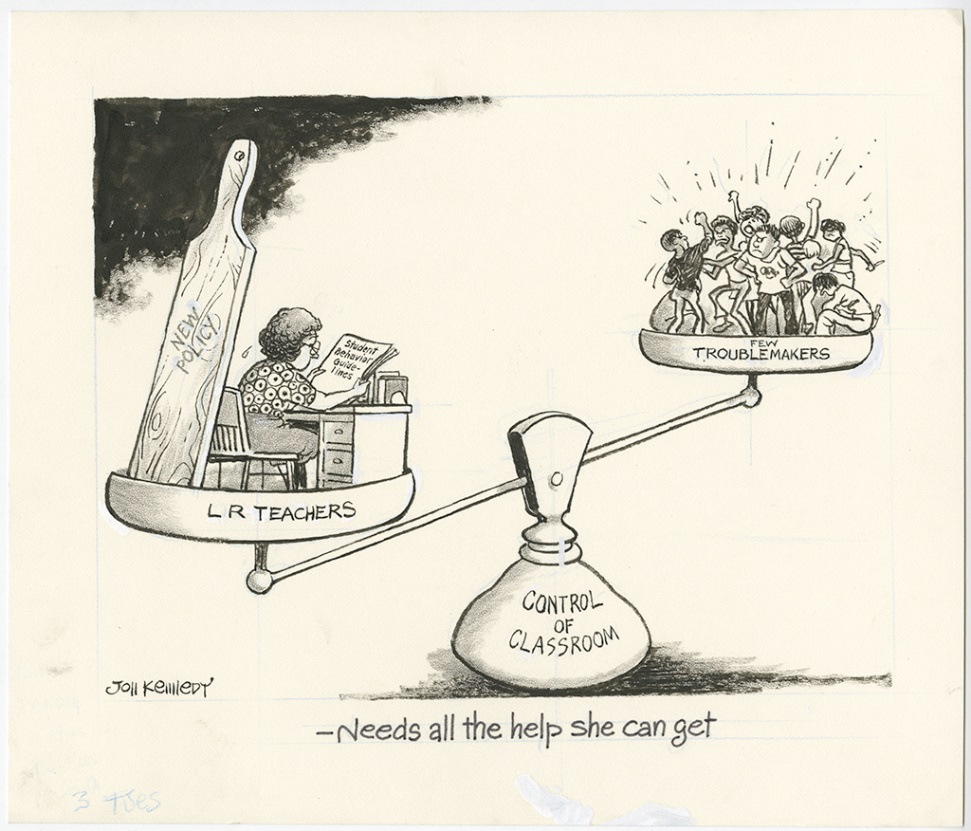 NEW
POLICY
Student
Behavior
Guide-
lines
L R TEACHERS
FEW
TROUBLEMAKERS
CONTROL
OF
CLASSROOM
Jon Kennedy
—Needs all the help she can get
3